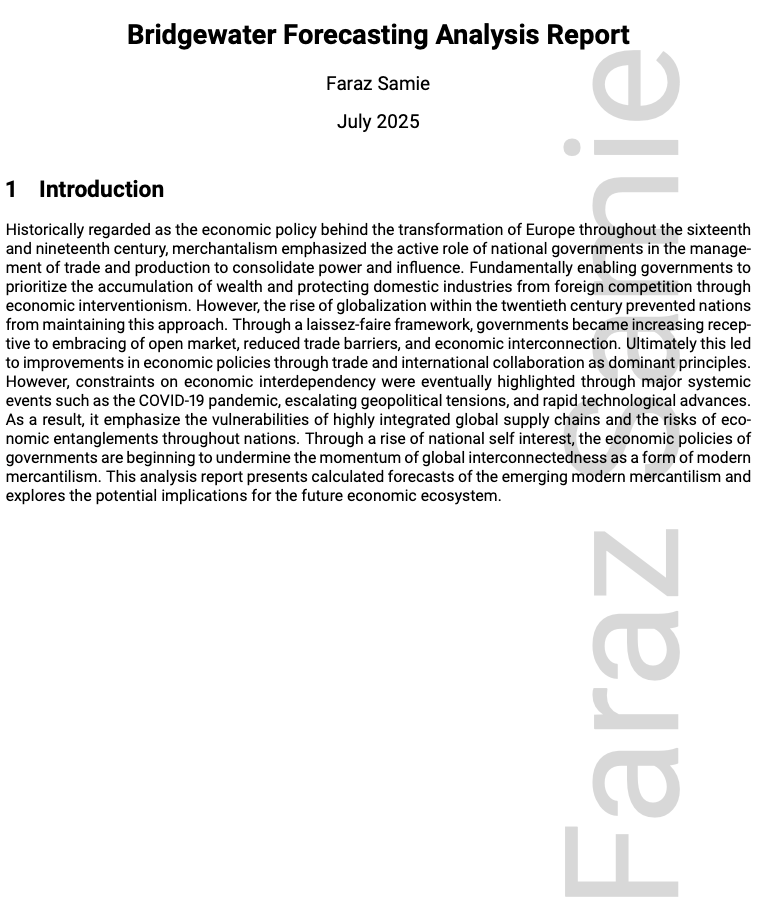 Bridgewater Forecasting Analysis Report
Faraz Samie
July 2025
1 Introduction
Historically regarded as the economic policy behind the transformation of Europe throughout the sixteenth
and nineteenth century, merchantalism emphasized the active role of national governments in the manage-
ment of trade and production to consolidate power and influence. Fundamentally enabling governments to
prioritize the accumulation of wealth and protecting domestic industries from foreign competition through
economic interventionism. However, the rise of globalization within the twentieth century prevented nations
from maintaining this approach. Through a laissez-faire framework, governments became increasing recep-
tive to embracing of open market, reduced trade barriers, and economic interconnection. Ultimately this led
to improvements in economic policies through trade and international collaboration as dominant principles.
However, constraints on economic interdependency were eventually highlighted through major systemic
events such as the COVID-19 pandemic, escalating geopolitical tensions, and rapid technological advances.
As a result, it emphasize the vulnerabilities of highly integrated global supply chains and the risks of eco-
nomic entanglements throughout nations. Through a rise of national self interest, the economic policies of
governments are beginning to undermine the momentum of global interconnectedness as a form of modern
mercantilism. This analysis report presents calculated forecasts of the emerging modern mercantilism and
explores the potential implications for the future economic ecosystem.
Faraz Samie